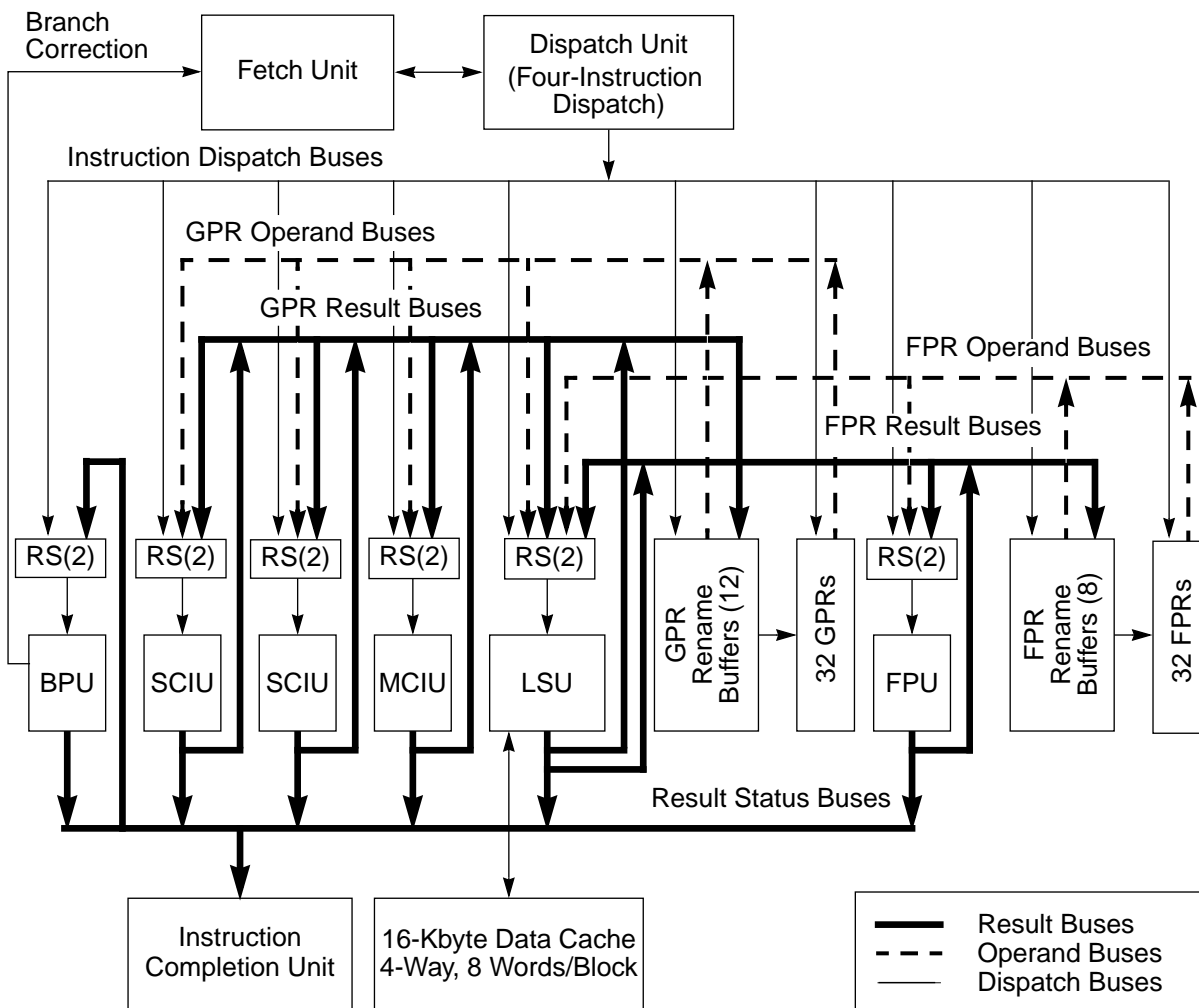 Branch
Correction
Fetch Unit
Dispatch Unit
(Four-Instruction
Dispatch)
Instruction Dispatch Buses
GPR Operand Buses
GPR Result Buses
FPR Operand Buses
FPR Result Buses
RS(2)
RS(2)
RS(2)
RS(2)
RS(2)
RS(2)
BPU
SCIU
SCIU
MCIU
LSU
GPR
Rename
Buffers (12)
32 GPRs
FPU
FPR
Rename
Buffers (8)
32 FPRs
Result Status Buses
Instruction
Completion Unit
16-Kbyte Data Cache
4-Way, 8 Words/Block
Result Buses
Operand Buses
Dispatch Buses